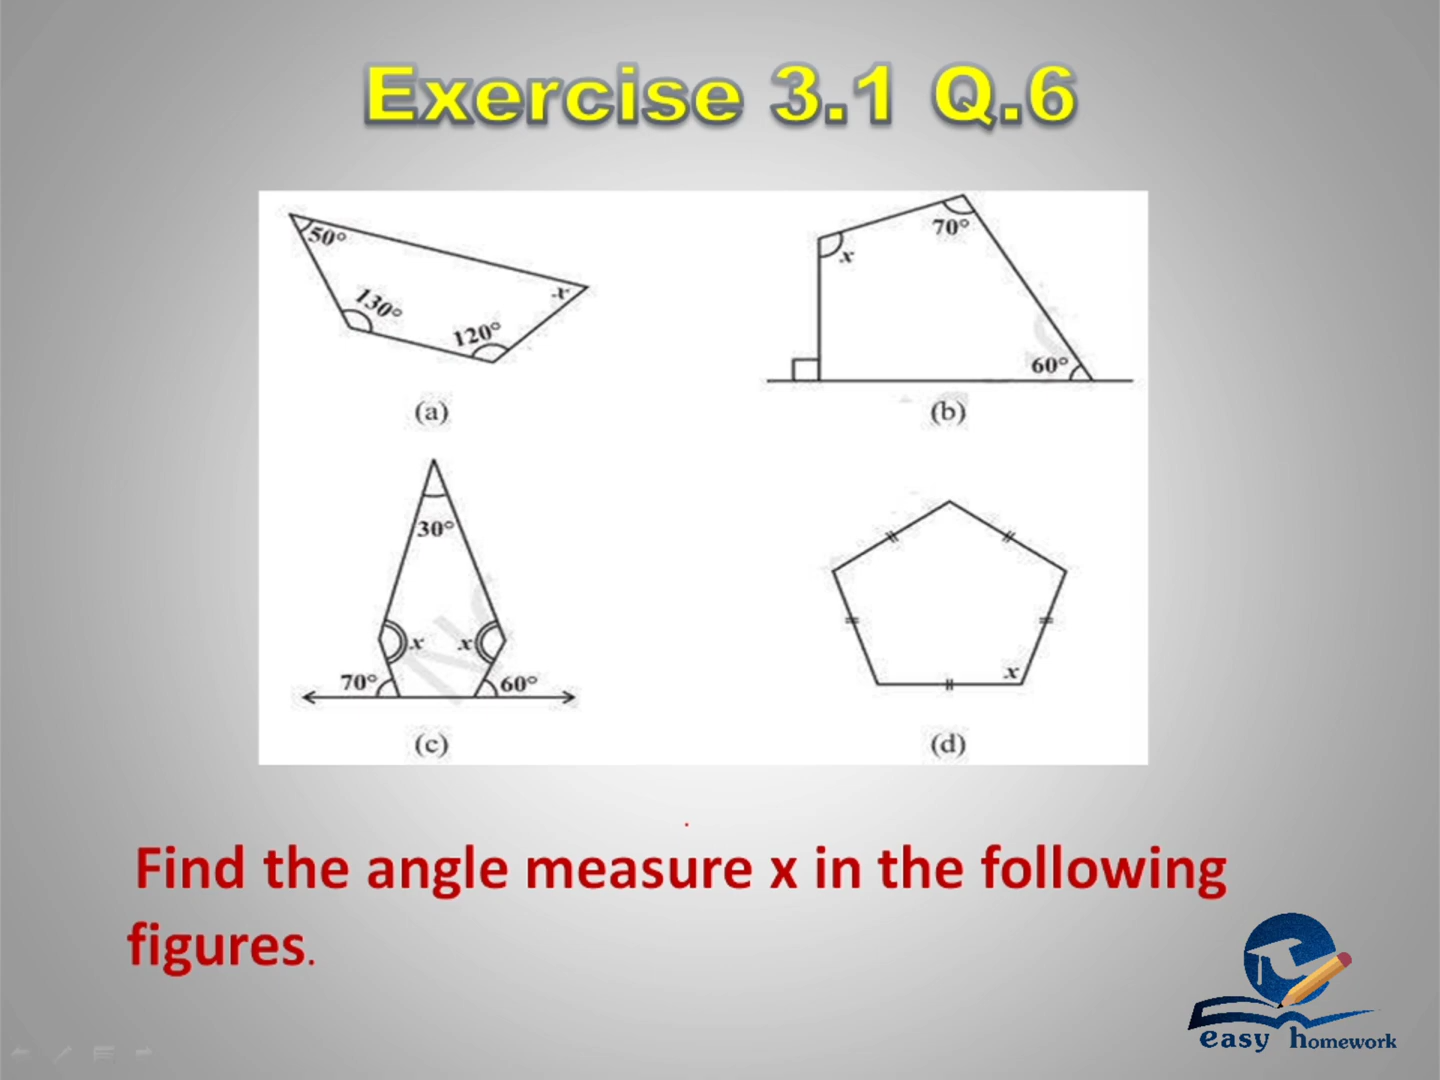 Exercise 3.1 Q.6
50°
130°
120°
x
(a)
x
70°
60°
(b)
30°
x x
70° 60°
(c)
x
(d)
Find the angle measure x in the following
figures.
easy homework